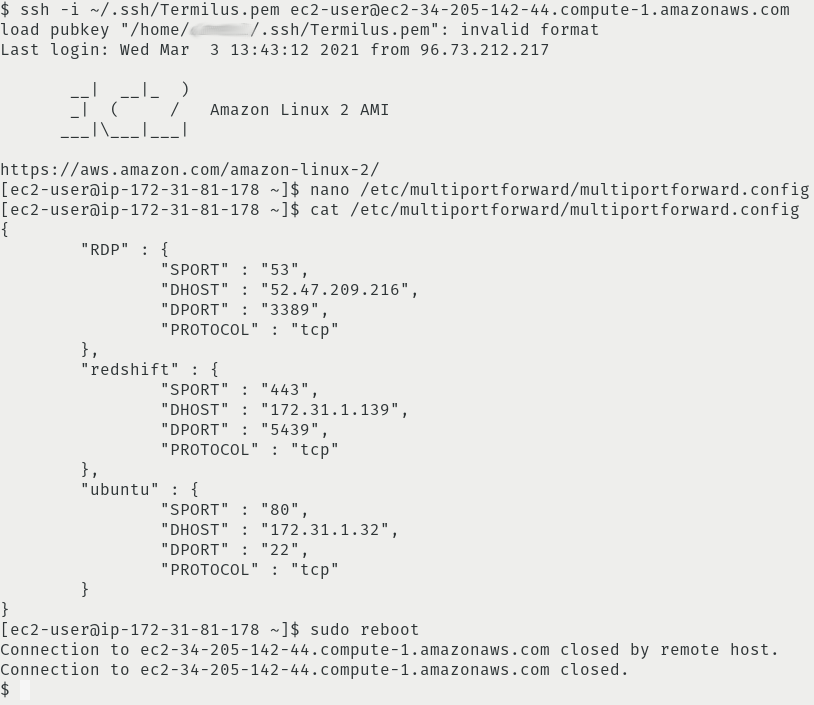 $ ssh -i ~/.ssh/Termilus.pem ec2-user@ec2-34-205-142-44.compute-1.amazonaws.com
load pubkey "/home/      /.ssh/Termilus.pem": invalid format
Last login: Wed Mar  3 13:43:12 2021 from 96.73.212.217

       __|  __|_  )
       _|  (     /   Amazon Linux 2 AMI
      ___|\___|___|

https://aws.amazon.com/amazon-linux-2/
[ec2-user@ip-172-31-81-178 ~]$ nano /etc/multiportforward/multiportforward.config
[ec2-user@ip-172-31-81-178 ~]$ cat /etc/multiportforward/multiportforward.config
{
        "RDP" : {
                "SPORT" : "53",
                "DHOST" : "52.47.209.216",
                "DPORT" : "3389",
                "PROTOCOL" : "tcp"
        },
        "redshift" : {
                "SPORT" : "443",
                "DHOST" : "172.31.1.139",
                "DPORT" : "5439",
                "PROTOCOL" : "tcp"
        },
        "ubuntu" : {
                "SPORT" : "80",
                "DHOST" : "172.31.1.32",
                "DPORT" : "22",
                "PROTOCOL" : "tcp"
        }
}
[ec2-user@ip-172-31-81-178 ~]$ sudo reboot
Connection to ec2-34-205-142-44.compute-1.amazonaws.com closed by remote host.
Connection to ec2-34-205-142-44.compute-1.amazonaws.com closed.
$